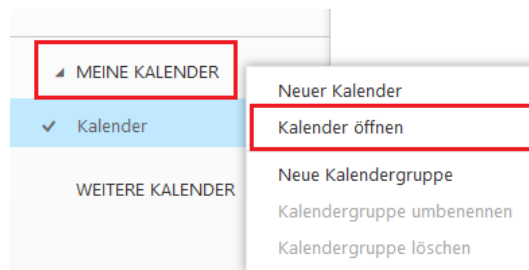 MEINE KALENDER
Kalender
WEITERE KALENDER
Neuer Kalender
Kalender öffnen
Neue Kalendergruppe
Kalendergruppe umbenennen
Kalendergruppe löschen